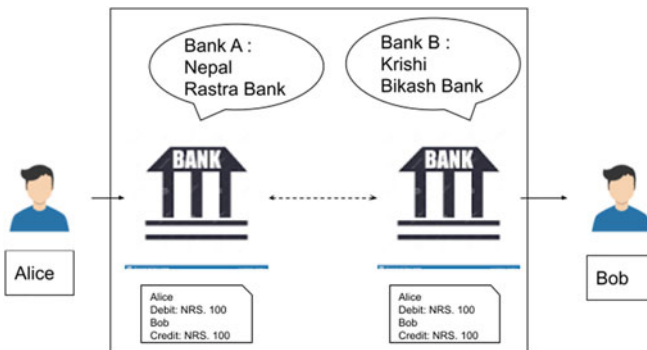 Bank A :
Nepal
Rastra Bank
Bank B :
Krishi
Bikash Bank
BANK
BANK
Alice
Bob
Alice
Debit: NRS. 100
Bob
Credit: NRS. 100
Alice
Debit: NRS. 100
Bob
Credit: NRS. 100